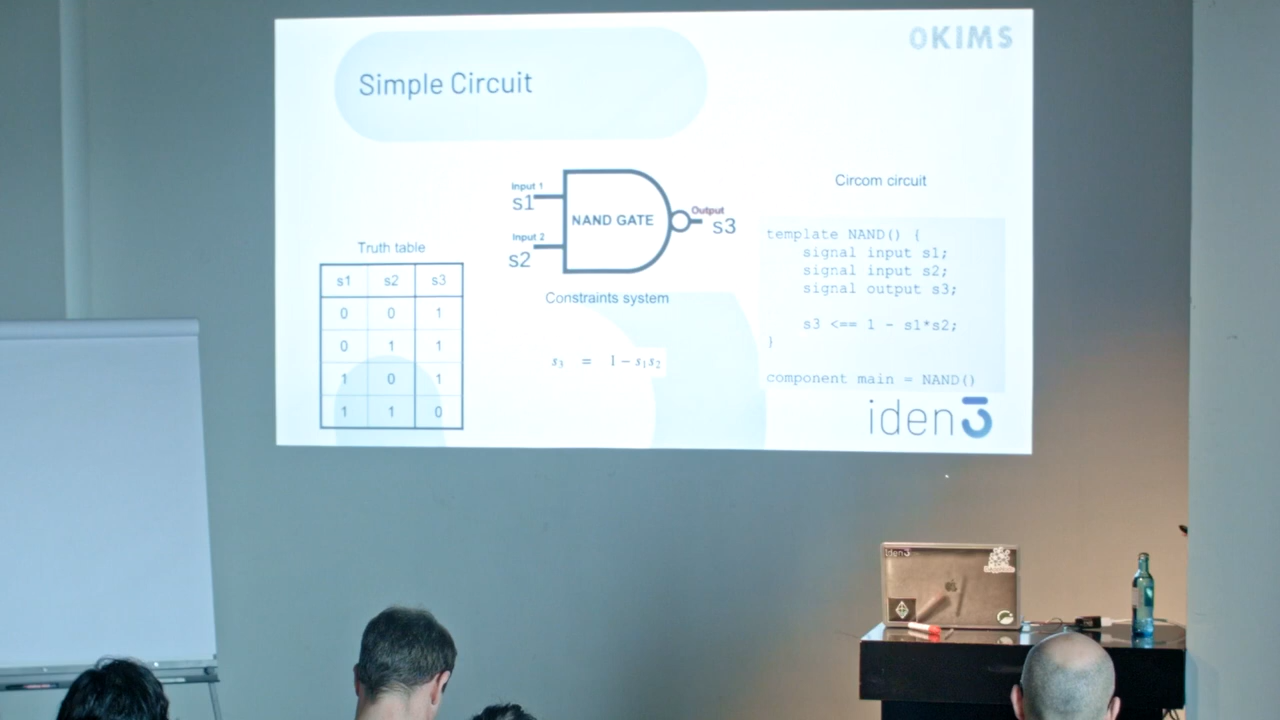 0KIMS
Simple Circuit
Input 1
s1
NAND GATE
Output
s3
Input 2
s2
Circom circuit
template NAND() {
signal input s1;
signal input s2;
signal output s3;
s3 <== 1 - s1*s2;
}
component main = NAND()
Truth table
s1 s2 s3
0 0 1
0 1 1
1 0 1
1 1 0
Constraints system
s₃ = 1 − s₁s₂
iden3
iden3